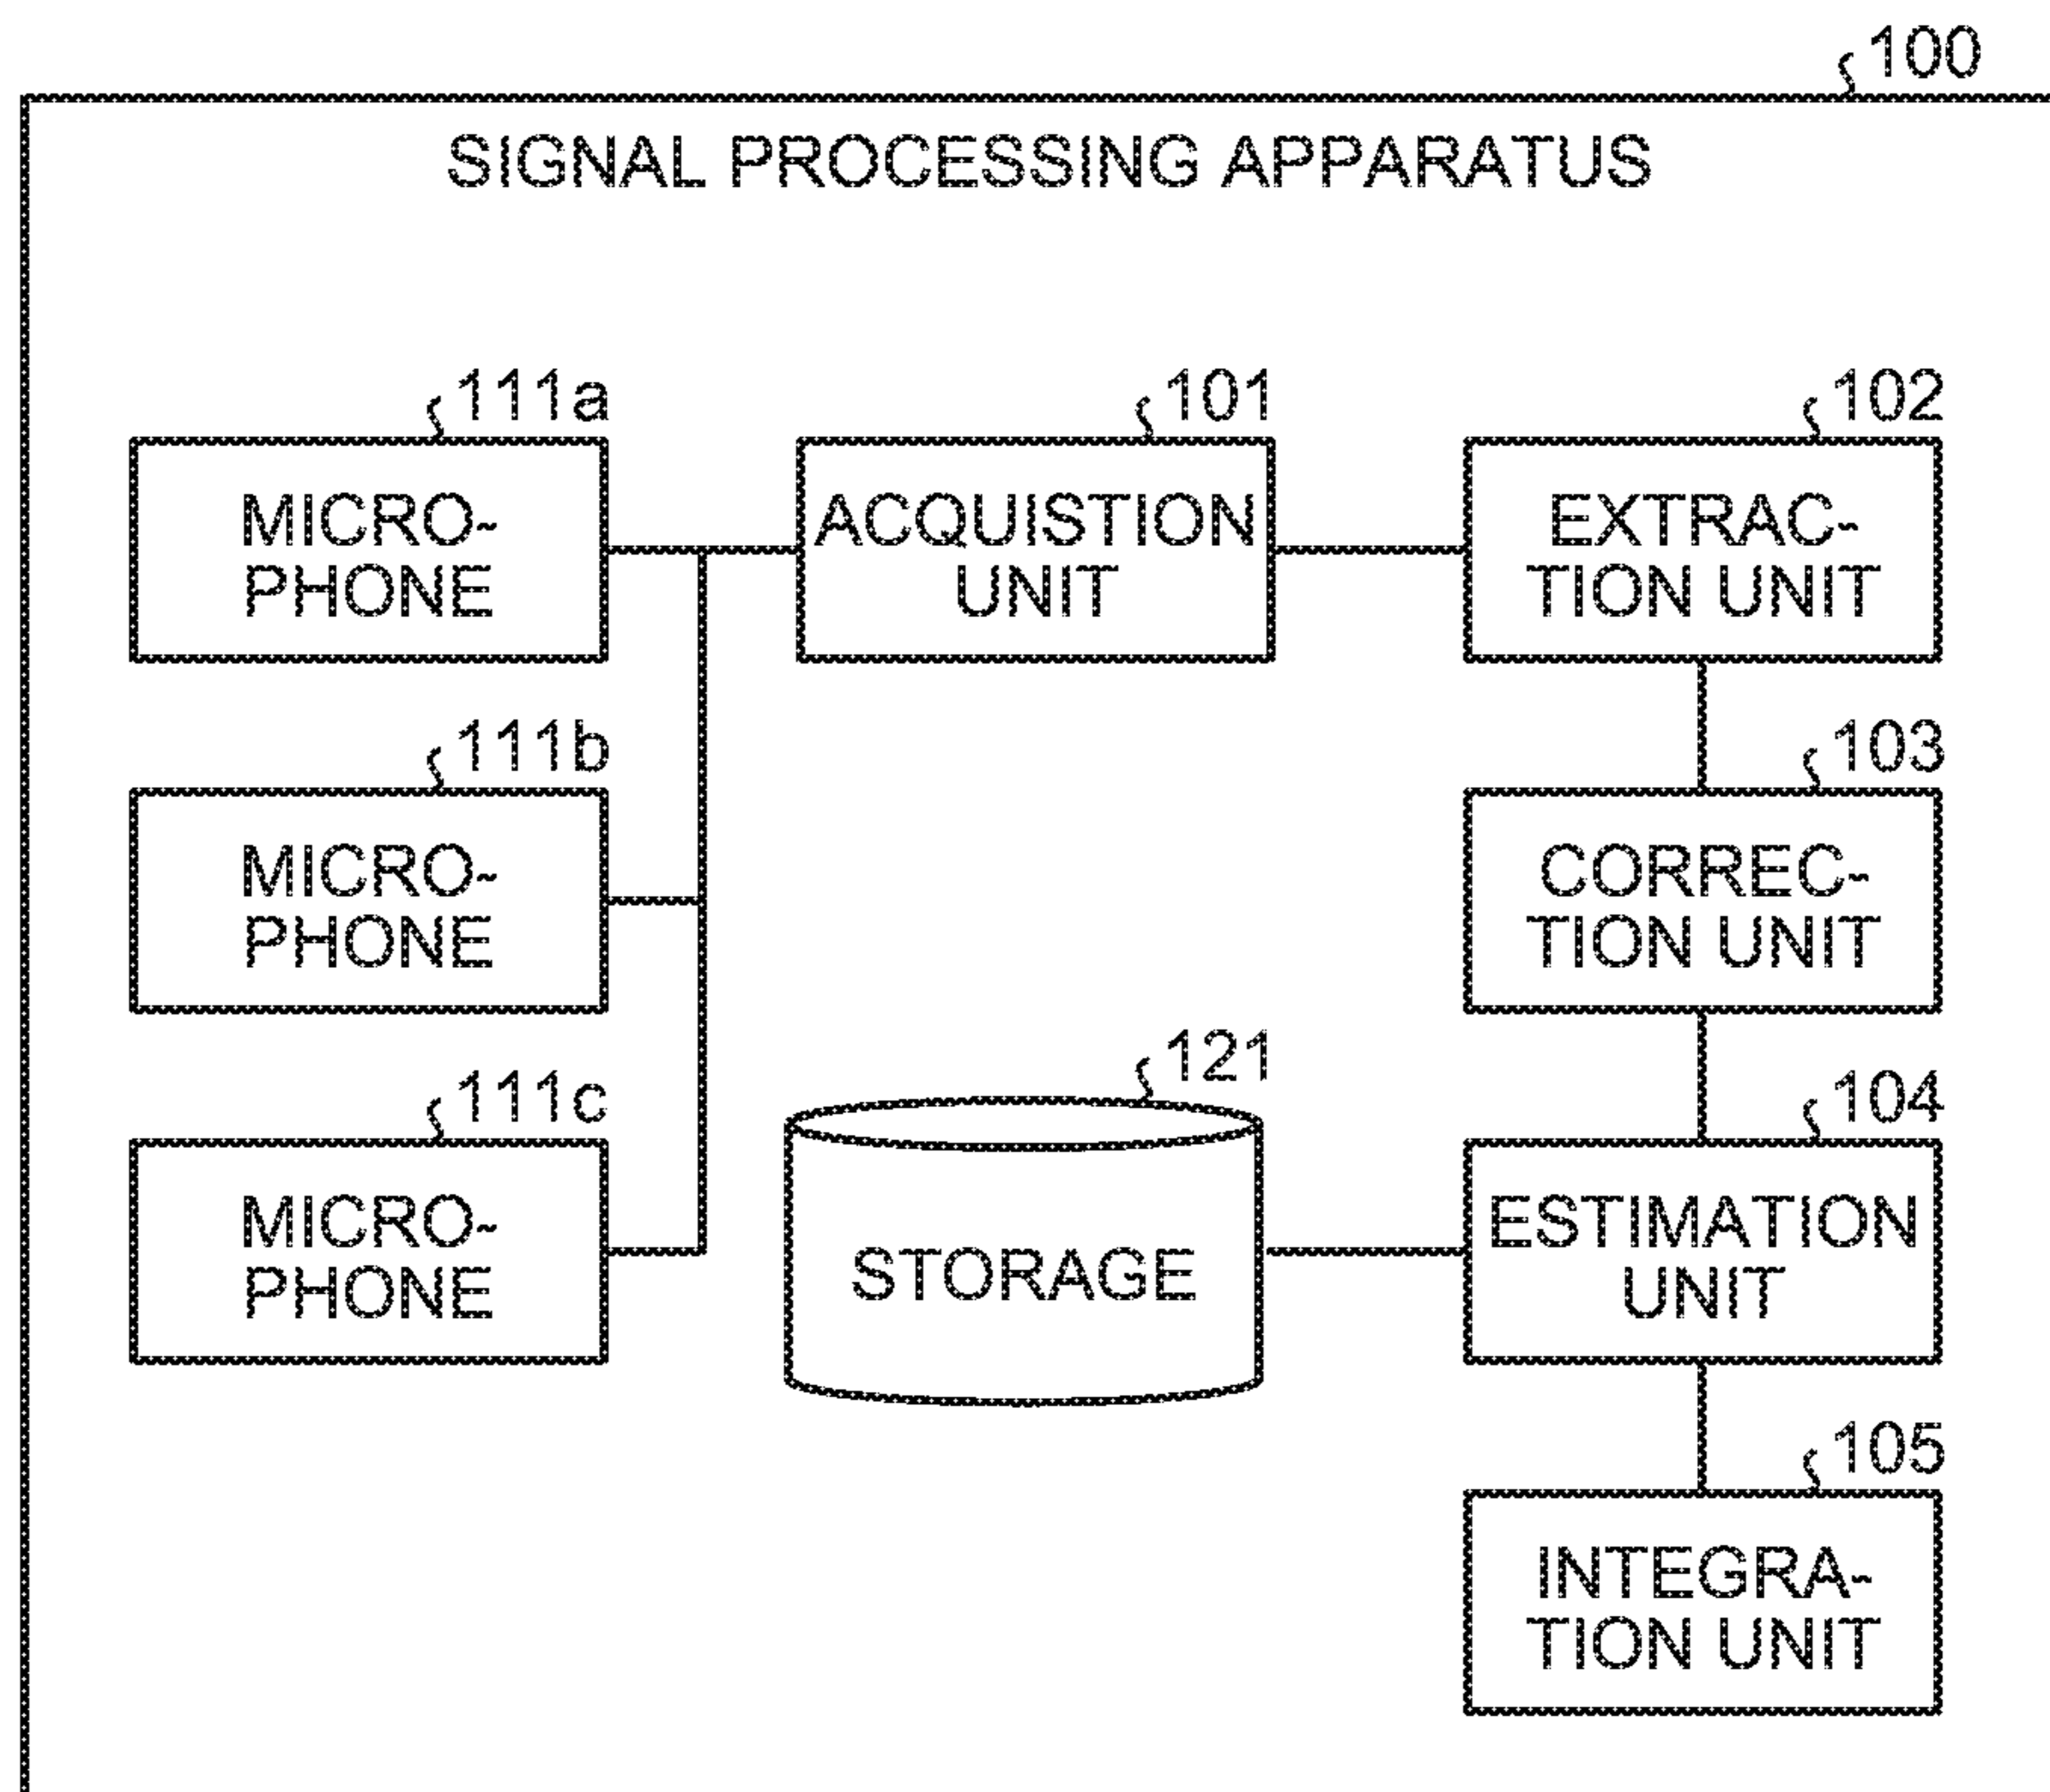 100
SIGNAL PROCESSING APPARATUS
111a
MICRO-
PHONE
101
ACQUISTION
UNIT
102
EXTRAC-
TION UNIT
111b
MICRO-
PHONE
103
CORREC-
TION UNIT
111c
MICRO-
PHONE
121
STORAGE
104
ESTIMATION
UNIT
105
INTEGRA-
TION UNIT